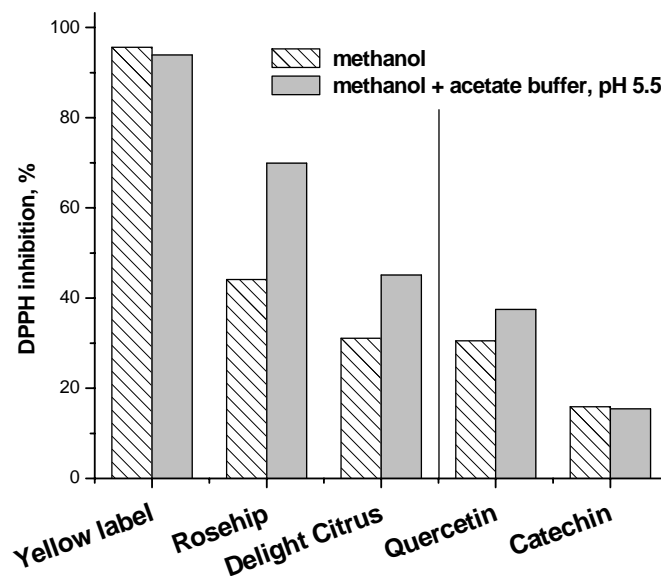 100
80
60
40
20
0
DPPH inhibition, %
methanol
methanol + acetate buffer, pH 5.5
Yellow label
Rosehip
Delight Citrus
Quercetin
Catechin